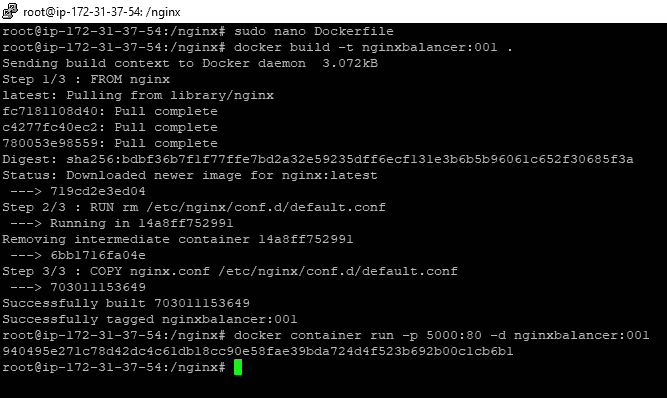 root@ip-172-31-37-54: /nginx
root@ip-172-31-37-54:/nginx# sudo nano Dockerfile
root@ip-172-31-37-54:/nginx# docker build -t nginxbalancer:001 .
Sending build context to Docker daemon  3.072kB
Step 1/3 : FROM nginx
latest: Pulling from library/nginx
fc7181108d40: Pull complete
c4277fc40ec2: Pull complete
780053e98559: Pull complete
Digest: sha256:bdbf36b7f1f77ffe7bd2a32e59235dff6ecf131e3b6b5b96061c652f30685f3a
Status: Downloaded newer image for nginx:latest
 ---> 719cd2e3ed04
Step 2/3 : RUN rm /etc/nginx/conf.d/default.conf
 ---> Running in 14a8ff752991
Removing intermediate container 14a8ff752991
 ---> 6bb1716fa04e
Step 3/3 : COPY nginx.conf /etc/nginx/conf.d/default.conf
 ---> 703011153649
Successfully built 703011153649
Successfully tagged nginxbalancer:001
root@ip-172-31-37-54:/nginx# docker container run -p 5000:80 -d nginxbalancer:001
940495e271c78d42dc4c61db18cc90e58fae39bda724d4f523b692b00c1cb6b1
root@ip-172-31-37-54:/nginx#